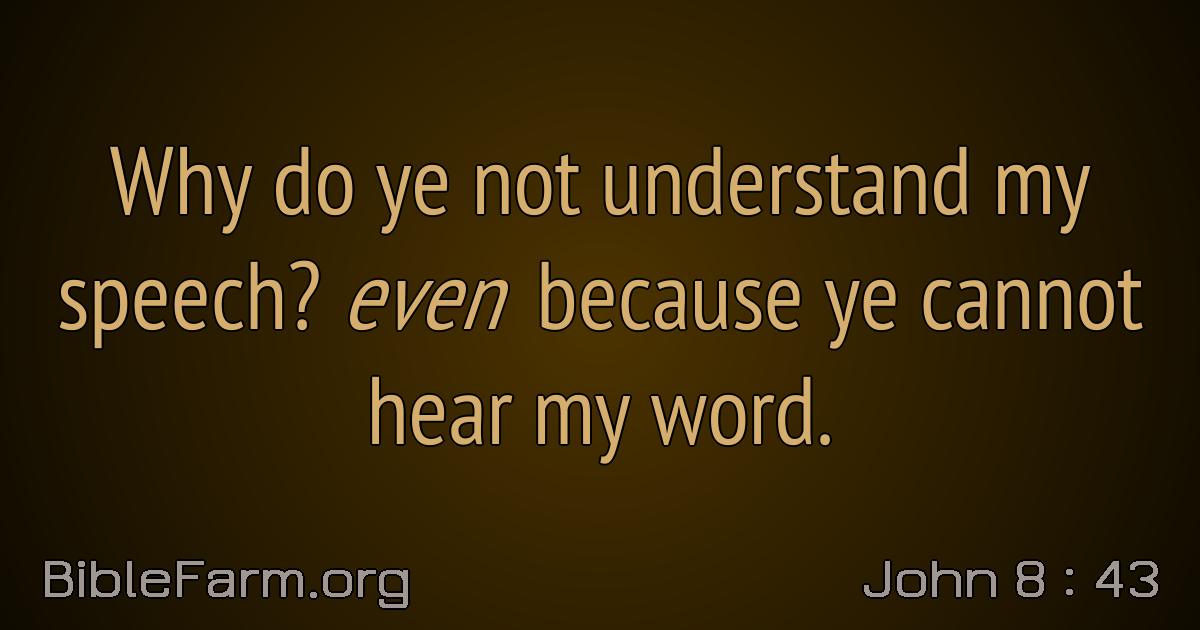 Why do ye not understand my
speech? even because ye cannot
hear my word.
BibleFarm.org
John 8 : 43